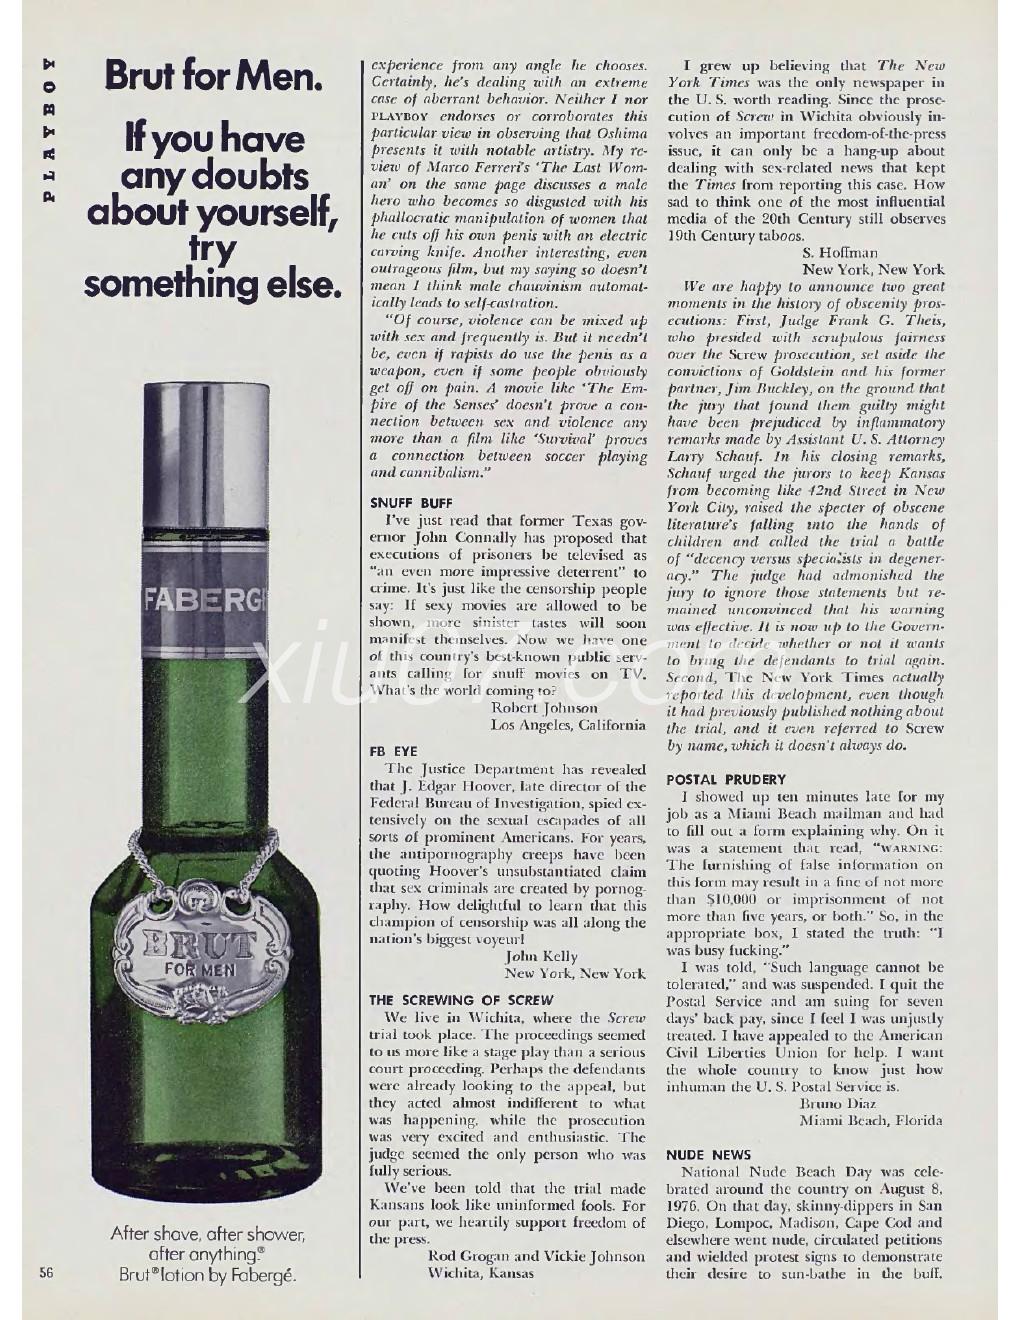 PLAYBOY
Brut for Men.
If you have
any doubts
about yourself,
try
something else.
FABERGÉ
BRUT
FOR MEN
After shave, after shower,
after anything.®
Brut® lotion by Fabergé.
56
experience from any angle he chooses.
Certainly, he's dealing with an extreme
case of aberrant behavior. Neither I nor
PLAYBOY endorses or corroborates this
particular view in observing that Oshima
presents it with notable artistry. My re-
view of Marco Ferreri's 'The Last Wom-
an' on the same page discusses a male
hero who becomes so disgusted with his
phallocratic manipulation of women that
he cuts off his own penis with an electric
carving knife. Another interesting, even
outrageous film, but my saying so doesn't
mean I think male chauvinism automat-
ically leads to self-castration.
"Of course, violence can be mixed up
with sex and frequently is. But it needn't
be, even if rapists do use the penis as a
weapon, even if some people obviously
get off on pain. A movie like 'The Em-
pire of the Senses' doesn't prove a con-
nection between sex and violence any
more than a film like 'Survival' proves
a connection between soccer playing
and cannibalism."
SNUFF BUFF
I've just read that former Texas gov-
ernor John Connally has proposed that
executions of prisoners be televised as
"an even more impressive deterrent" to
crime. It's just like the censorship people
say: If sexy movies are allowed to be
shown, more sinister tastes will soon
manifest themselves. Now we have one
of this country's best-known public serv-
ants calling for snuff movies on TV.
What's the world coming to?
Robert Johnson
Los Angeles, California
FB EYE
The Justice Department has revealed
that J. Edgar Hoover, late director of the
Federal Bureau of Investigation, spied ex-
tensively on the sexual escapades of all
sorts of prominent Americans. For years,
the antipornography creeps have been
quoting Hoover's unsubstantiated claim
that sex criminals are created by pornog-
raphy. How delightful to learn that this
champion of censorship was all along the
nation's biggest voyeur!
John Kelly
New York, New York
THE SCREWING OF SCREW
We live in Wichita, where the Screw
trial took place. The proceedings seemed
to us more like a stage play than a serious
court proceeding. Perhaps the defendants
were already looking to the appeal, but
they acted almost indifferent to what
was happening, while the prosecution
was very excited and enthusiastic. The
judge seemed the only person who was
fully serious.
We've been told that the trial made
Kansans look like uninformed fools. For
our part, we heartily support freedom of
the press.
Rod Grogan and Vickie Johnson
Wichita, Kansas
I grew up believing that The New
York Times was the only newspaper in
the U. S. worth reading. Since the prose-
cution of Screw in Wichita obviously in-
volves an important freedom-of-the-press
issue, it can only be a hang-up about
dealing with sex-related news that kept
the Times from reporting this case. How
sad to think one of the most influential
media of the 20th Century still observes
19th Century taboos.
S. Hoffman
New York, New York
We are happy to announce two great
moments in the history of obscenity pros-
ecutions: First, Judge Frank G. Theis,
who presided with scrupulous fairness
over the Screw prosecution, set aside the
convictions of Goldstein and his former
partner, Jim Buckley, on the ground that
the jury that found them guilty might
have been prejudiced by inflammatory
remarks made by Assistant U. S. Attorney
Larry Schauf. In his closing remarks,
Schauf urged the jurors to keep Kansas
from becoming like 42nd Street in New
York City, raised the specter of obscene
literature's falling into the hands of
children and called the trial a battle
of "decency versus specialists in degener-
acy." The judge had admonished the
jury to ignore those statements but re-
mained unconvinced that his warning
was effective. It is now up to the Govern-
ment to decide whether or not it wants
to bring the defendants to trial again.
Second, The New York Times actually
reported this development, even though
it had previously published nothing about
the trial, and it even referred to Screw
by name, which it doesn't always do.
POSTAL PRUDERY
I showed up ten minutes late for my
job as a Miami Beach mailman and had
to fill out a form explaining why. On it
was a statement that read, "WARNING:
The furnishing of false information on
this form may result in a fine of not more
than $10,000 or imprisonment of not
more than five years, or both." So, in the
appropriate box, I stated the truth: "I
was busy fucking."
I was told, "Such language cannot be
tolerated," and was suspended. I quit the
Postal Service and am suing for seven
days' back pay, since I feel I was unjustly
treated. I have appealed to the American
Civil Liberties Union for help. I want
the whole country to know just how
inhuman the U. S. Postal Service is.
Bruno Diaz
Miami Beach, Florida
NUDE NEWS
National Nude Beach Day was cele-
brated around the country on August 8,
1976. On that day, skinny-dippers in San
Diego, Lompoc, Madison, Cape Cod and
elsewhere went nude, circulated petitions
and wielded protest signs to demonstrate
their desire to sun-bathe in the buff.
xiu07.com